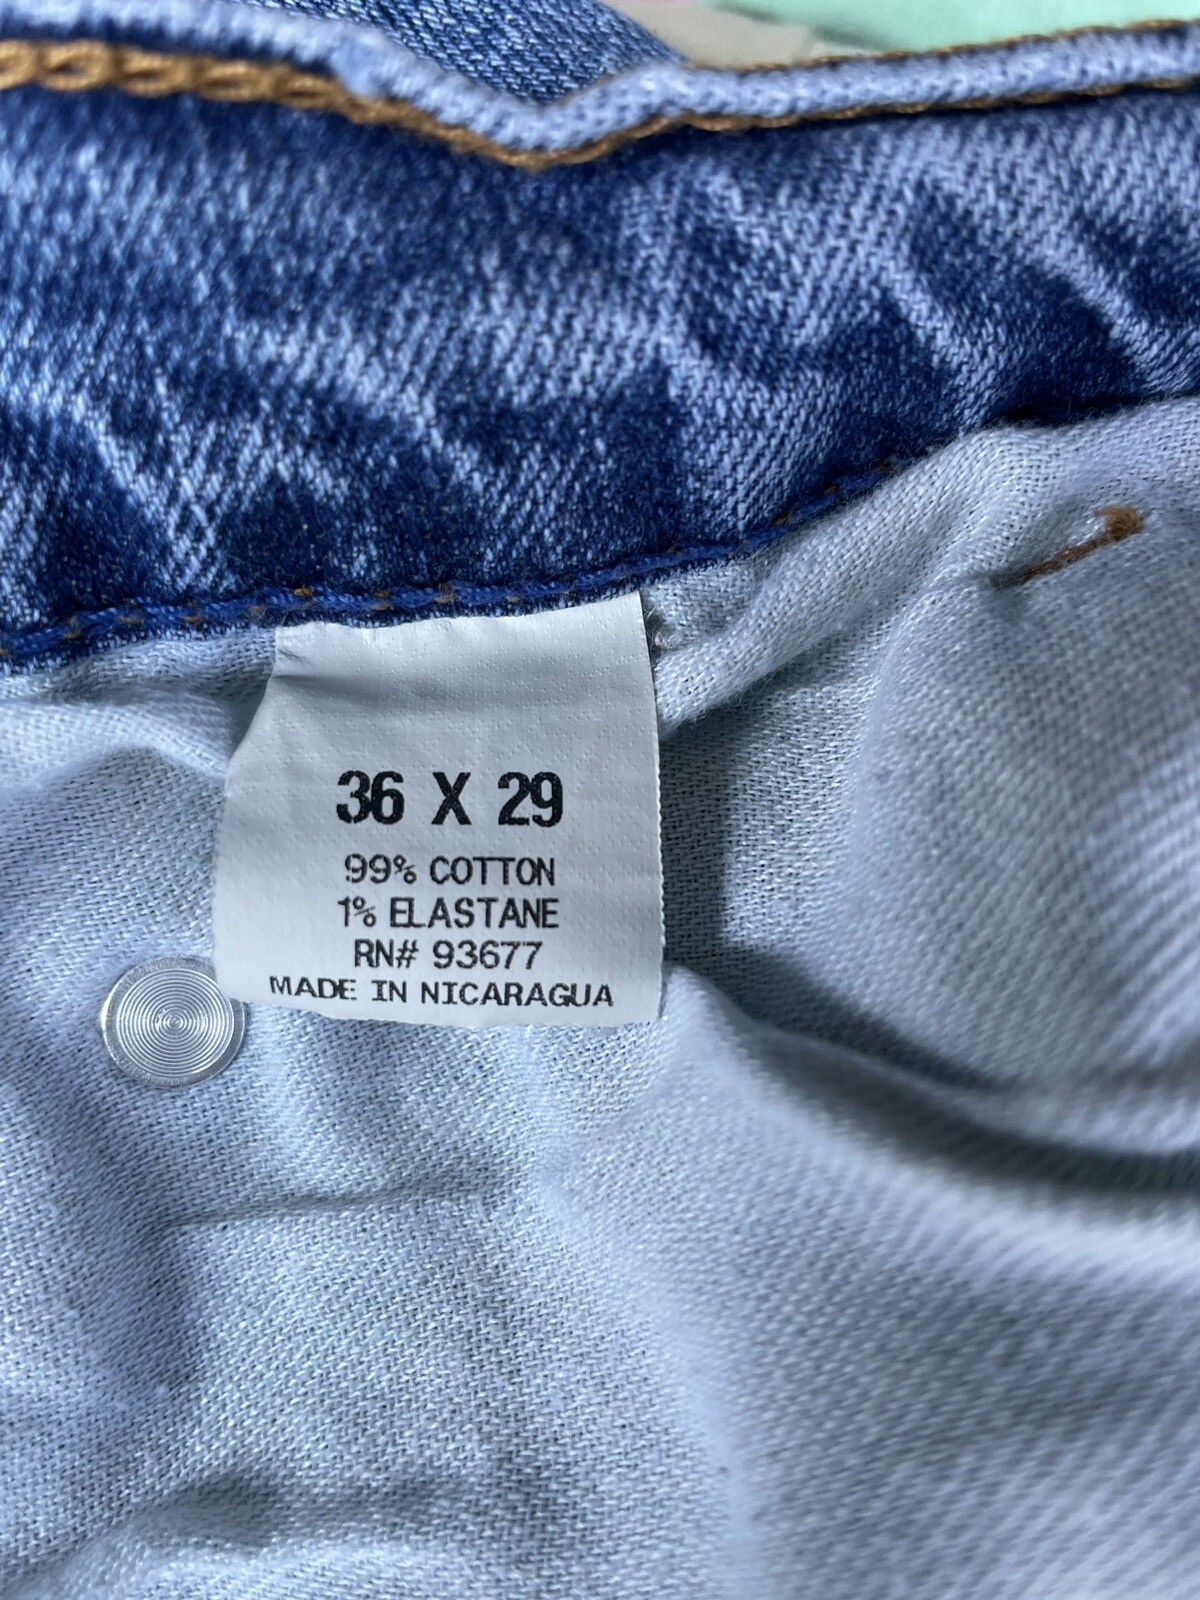 36 X 29
99% COTTON
1% ELASTANE
RN# 93677
MADE IN NICARAGUA